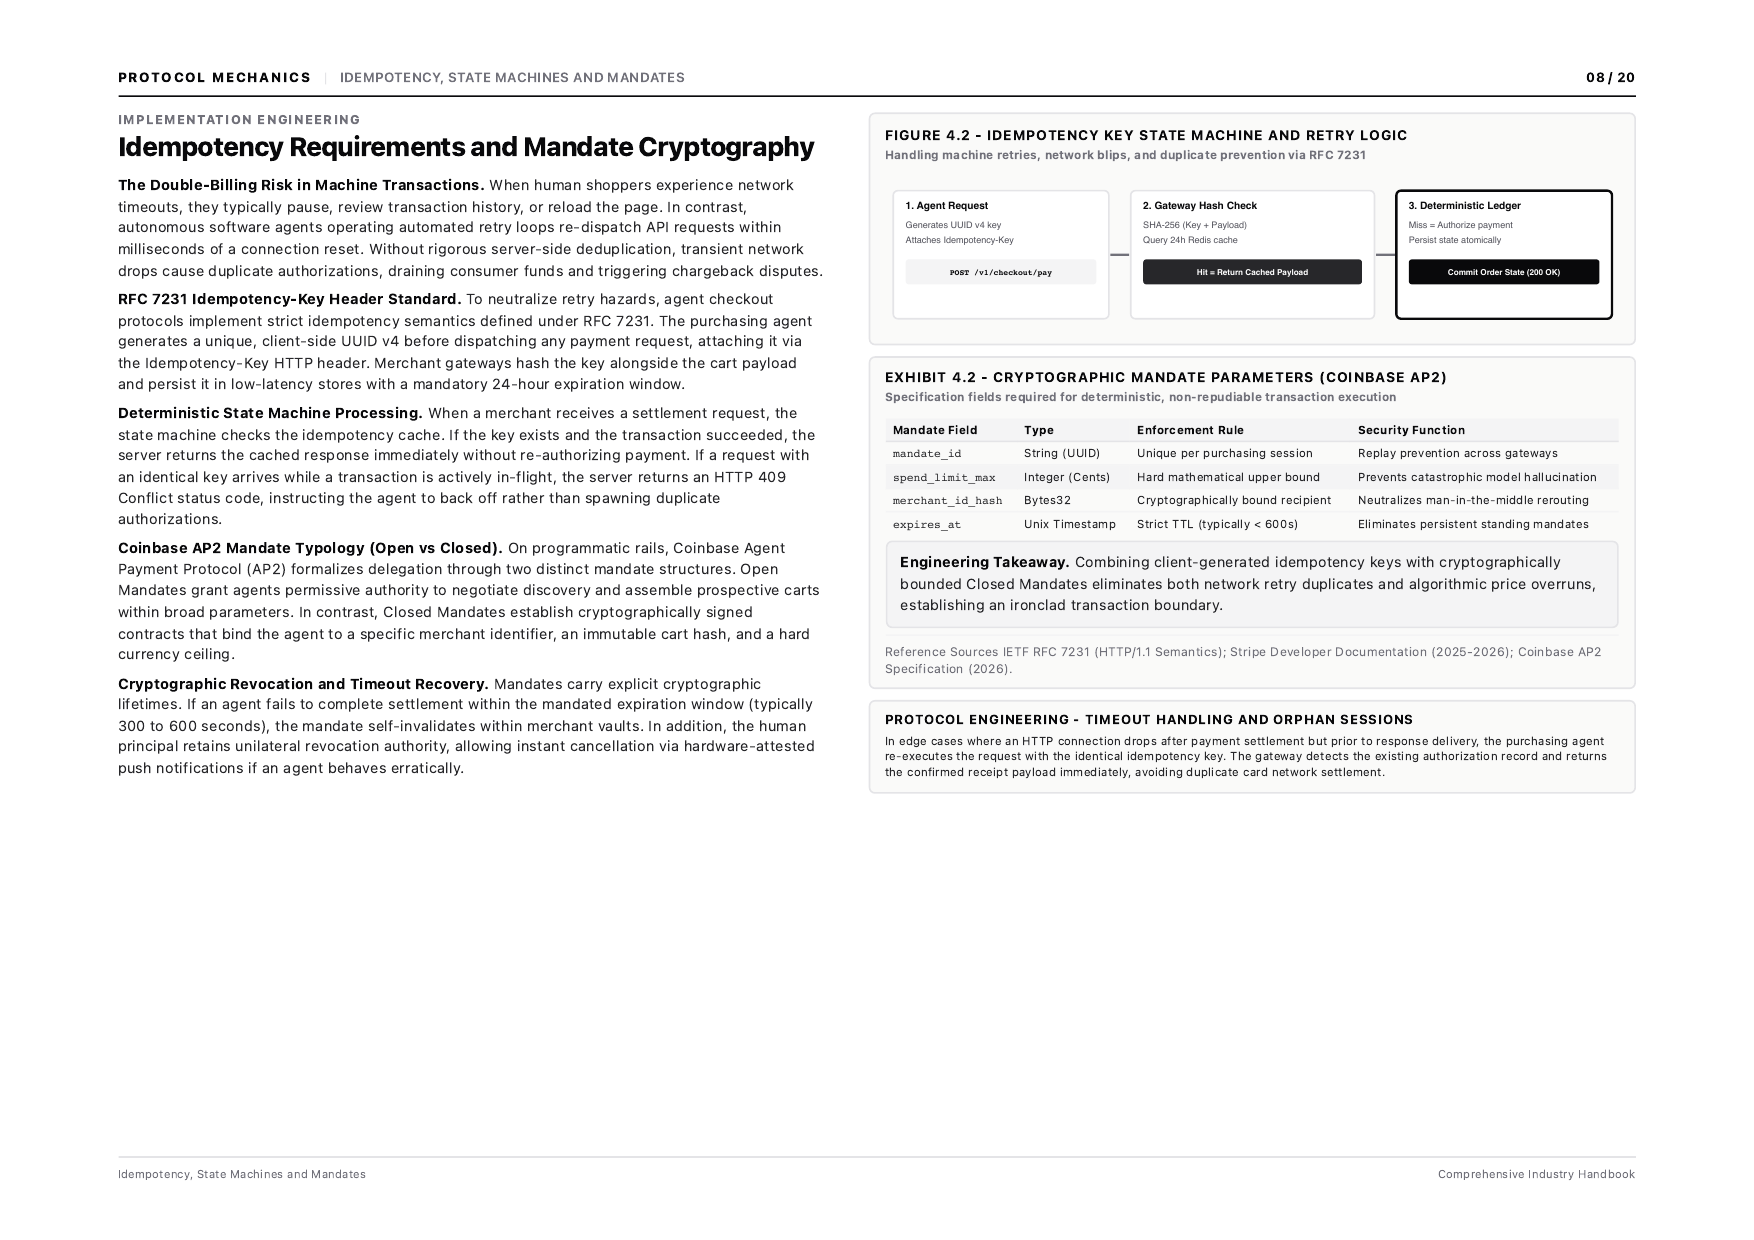 PROTOCOL MECHANICS | IDEMPOTENCY, STATE MACHINES AND MANDATES
08 / 20
IMPLEMENTATION ENGINEERING
Idempotency Requirements and Mandate Cryptography
The Double-Billing Risk in Machine Transactions. When human shoppers experience network
timeouts, they typically pause, review transaction history, or reload the page. In contrast,
autonomous software agents operating automated retry loops re-dispatch API requests within
milliseconds of a connection reset. Without rigorous server-side deduplication, transient network
drops cause duplicate authorizations, draining consumer funds and triggering chargeback disputes.
RFC 7231 Idempotency-Key Header Standard. To neutralize retry hazards, agent checkout
protocols implement strict idempotency semantics defined under RFC 7231. The purchasing agent
generates a unique, client-side UUID v4 before dispatching any payment request, attaching it via
the Idempotency-Key HTTP header. Merchant gateways hash the key alongside the cart payload
and persist it in low-latency stores with a mandatory 24-hour expiration window.
Deterministic State Machine Processing. When a merchant receives a settlement request, the
state machine checks the idempotency cache. If the key exists and the transaction succeeded, the
server returns the cached response immediately without re-authorizing payment. If a request with
an identical key arrives while a transaction is actively in-flight, the server returns an HTTP 409
Conflict status code, instructing the agent to back off rather than spawning duplicate
authorizations.
Coinbase AP2 Mandate Typology (Open vs Closed). On programmatic rails, Coinbase Agent
Payment Protocol (AP2) formalizes delegation through two distinct mandate structures. Open
Mandates grant agents permissive authority to negotiate discovery and assemble prospective carts
within broad parameters. In contrast, Closed Mandates establish cryptographically signed
contracts that bind the agent to a specific merchant identifier, an immutable cart hash, and a hard
currency ceiling.
Cryptographic Revocation and Timeout Recovery. Mandates carry explicit cryptographic
lifetimes. If an agent fails to complete settlement within the mandated expiration window (typically
300 to 600 seconds), the mandate self-invalidates within merchant vaults. In addition, the human
principal retains unilateral revocation authority, allowing instant cancellation via hardware-attested
push notifications if an agent behaves erratically.
FIGURE 4.2 - IDEMPOTENCY KEY STATE MACHINE AND RETRY LOGIC
Handling machine retries, network blips, and duplicate prevention via RFC 7231
1. Agent Request
Generates UUID v4 key
Attaches Idempotency-Key
POST /v1/checkout/pay
2. Gateway Hash Check
SHA-256 (Key + Payload)
Query 24h Redis cache
Hit = Return Cached Payload
3. Deterministic Ledger
Miss = Authorize payment
Persist state atomically
Commit Order State (200 OK)
EXHIBIT 4.2 - CRYPTOGRAPHIC MANDATE PARAMETERS (COINBASE AP2)
Specification fields required for deterministic, non-repudiable transaction execution
Mandate Field Type Enforcement Rule Security Function
mandate_id String (UUID) Unique per purchasing session Replay prevention across gateways
spend_limit_max Integer (Cents) Hard mathematical upper bound Prevents catastrophic model hallucination
merchant_id_hash Bytes32 Cryptographically bound recipient Neutralizes man-in-the-middle rerouting
expires_at Unix Timestamp Strict TTL (typically < 600s) Eliminates persistent standing mandates
Engineering Takeaway. Combining client-generated idempotency keys with cryptographically
bounded Closed Mandates eliminates both network retry duplicates and algorithmic price overruns,
establishing an ironclad transaction boundary.
Reference Sources IETF RFC 7231 (HTTP/1.1 Semantics); Stripe Developer Documentation (2025-2026); Coinbase AP2
Specification (2026).
PROTOCOL ENGINEERING - TIMEOUT HANDLING AND ORPHAN SESSIONS
In edge cases where an HTTP connection drops after payment settlement but prior to response delivery, the purchasing agent
re-executes the request with the identical idempotency key. The gateway detects the existing authorization record and returns
the confirmed receipt payload immediately, avoiding duplicate card network settlement.
Idempotency, State Machines and Mandates
Comprehensive Industry Handbook